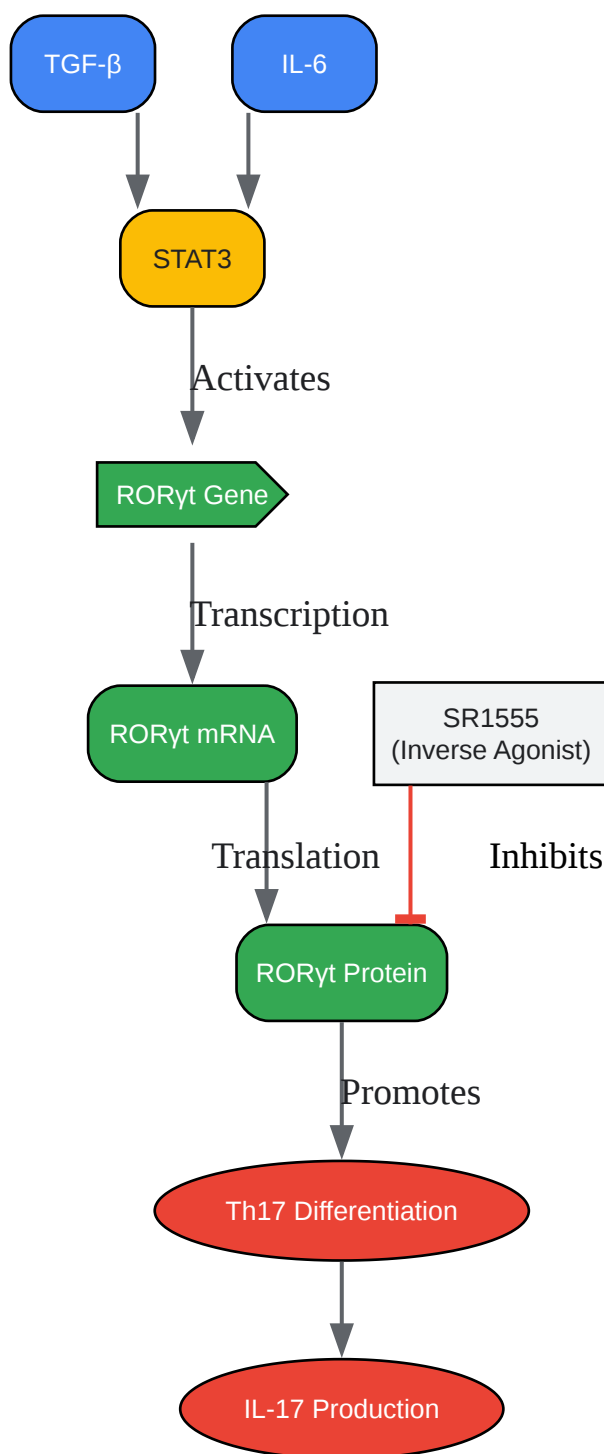 TGF-β
IL-6
STAT3
Activates
RORγt Gene
Transcription
RORγt mRNA
SR1555
(Inverse Agonist)
Translation
Inhibits
RORγt Protein
Promotes
Th17 Differentiation
IL-17 Production